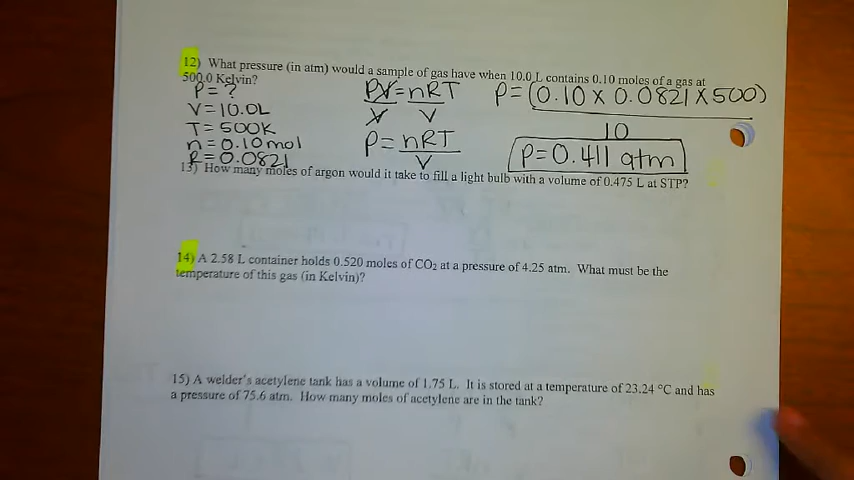 12) What pressure (in atm) would a sample of gas have when 10.0 L contains 0.10 moles of a gas at
500.0 Kelvin?
P = ?
V = 10.0L
T = 500K
n = 0.10 mol
R = 0.0821
PV = nRT
V V
P = nRT
V
P = (0.10 x 0.0821 x 500)
10
P = 0.411 atm
13) How many moles of argon would it take to fill a light bulb with a volume of 0.475 L at STP?
14) A 2.58 L container holds 0.520 moles of CO₂ at a pressure of 4.25 atm. What must be the
temperature of this gas (in Kelvin)?
15) A welder's acetylene tank has a volume of 1.75 L. It is stored at a temperature of 23.24 °C and has
a pressure of 75.6 atm. How many moles of acetylene are in the tank?